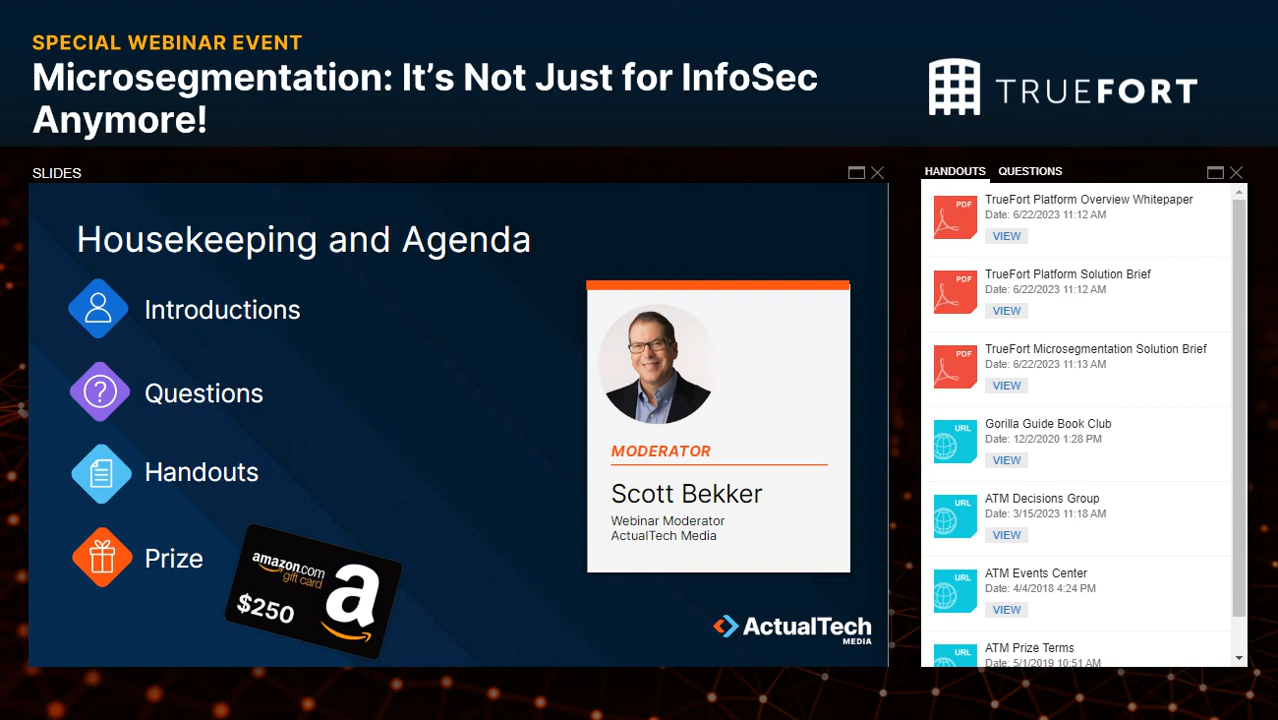 SPECIAL WEBINAR EVENT
Microsegmentation: It's Not Just for InfoSec
Anymore!
TRUEFORT
SLIDES
Housekeeping and Agenda
Introductions
Questions
Handouts
Prize
amazon.com
gift card
$250
a
MODERATOR
Scott Bekker
Webinar Moderator
ActualTech Media
ActualTech
MEDIA
HANDOUTS QUESTIONS
PDF
TrueFort Platform Overview Whitepaper
Date: 6/22/2023 11:12 AM
VIEW
PDF
TrueFort Platform Solution Brief
Date: 6/22/2023 11:12 AM
VIEW
PDF
TrueFort Microsegmentation Solution Brief
Date: 6/22/2023 11:13 AM
VIEW
URL
Gorilla Guide Book Club
Date: 12/2/2020 1:28 PM
VIEW
URL
ATM Decisions Group
Date: 3/15/2023 11:18 AM
VIEW
URL
ATM Events Center
Date: 4/4/2018 4:24 PM
VIEW
URL
ATM Prize Terms
Date: 5/1/2019 10:51 AM